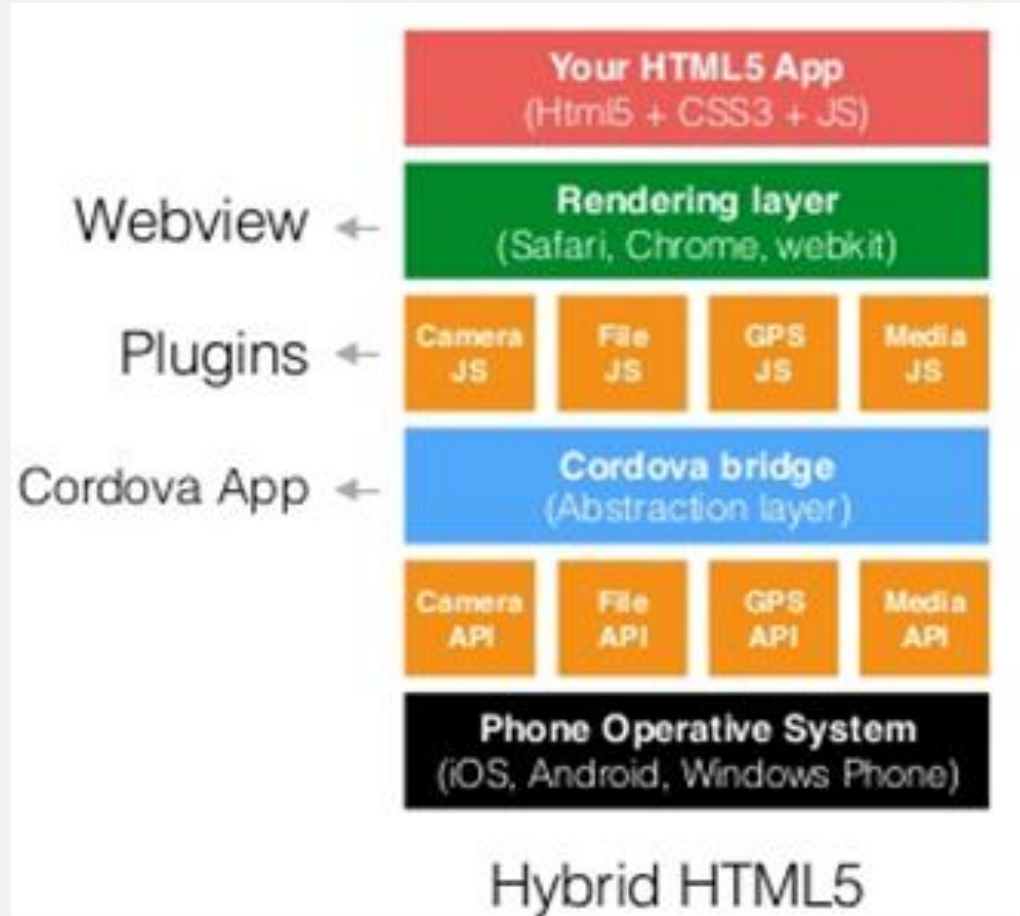 Your HTML5 App
(Html5 + CSS3 + JS)
Webview
Rendering layer
(Safari, Chrome, webkit)
Plugins
Camera JS
File JS
GPS JS
Media JS
Cordova App
Cordova bridge
(Abstraction layer)
Camera API
File API
GPS API
Media API
Phone Operative System
(iOS, Android, Windows Phone)
Hybrid HTML5